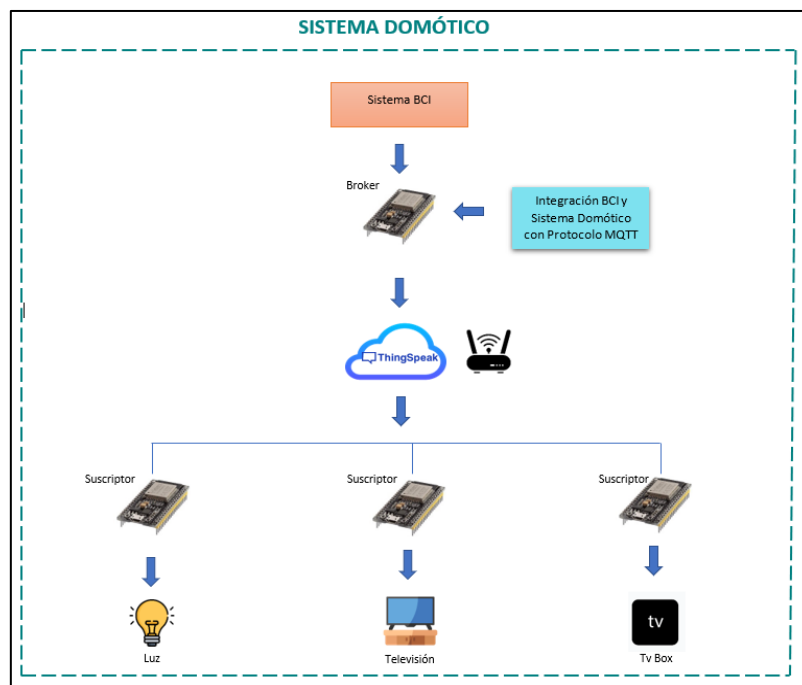 SISTEMA DOMÓTICO
Sistema BCI
Broker
Integración BCI y
Sistema Domótico
con Protocolo MQTT
ThingSpeak
Suscriptor
Suscriptor
Suscriptor
tv
Luz
Televisión
Tv Box